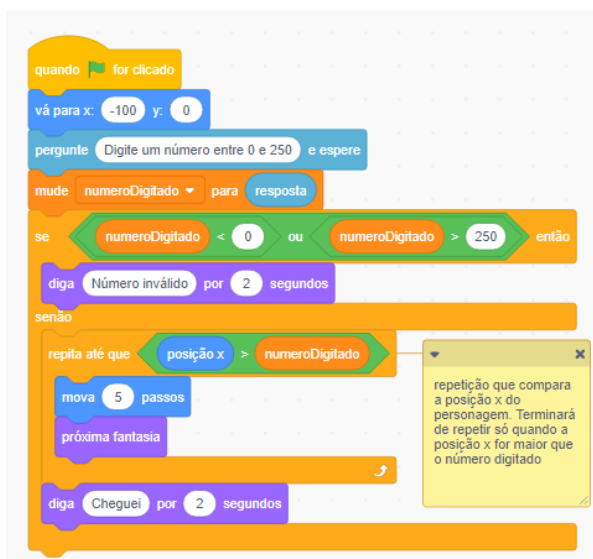 quando for clicado
vá para x: -100 y: 0
pergunte Digite um número entre 0 e 250 e espere
mude numeroDigitado para resposta
se numeroDigitado < 0 ou numeroDigitado > 250 então
diga Número inválido por 2 segundos
senão
repita até que posição x > numeroDigitado
mova 5 passos
próxima fantasia
diga Cheguei por 2 segundos
repetição que compara
a posição x do
personagem. Terminará
de repetir só quando a
posição x for maior que
o número digitado